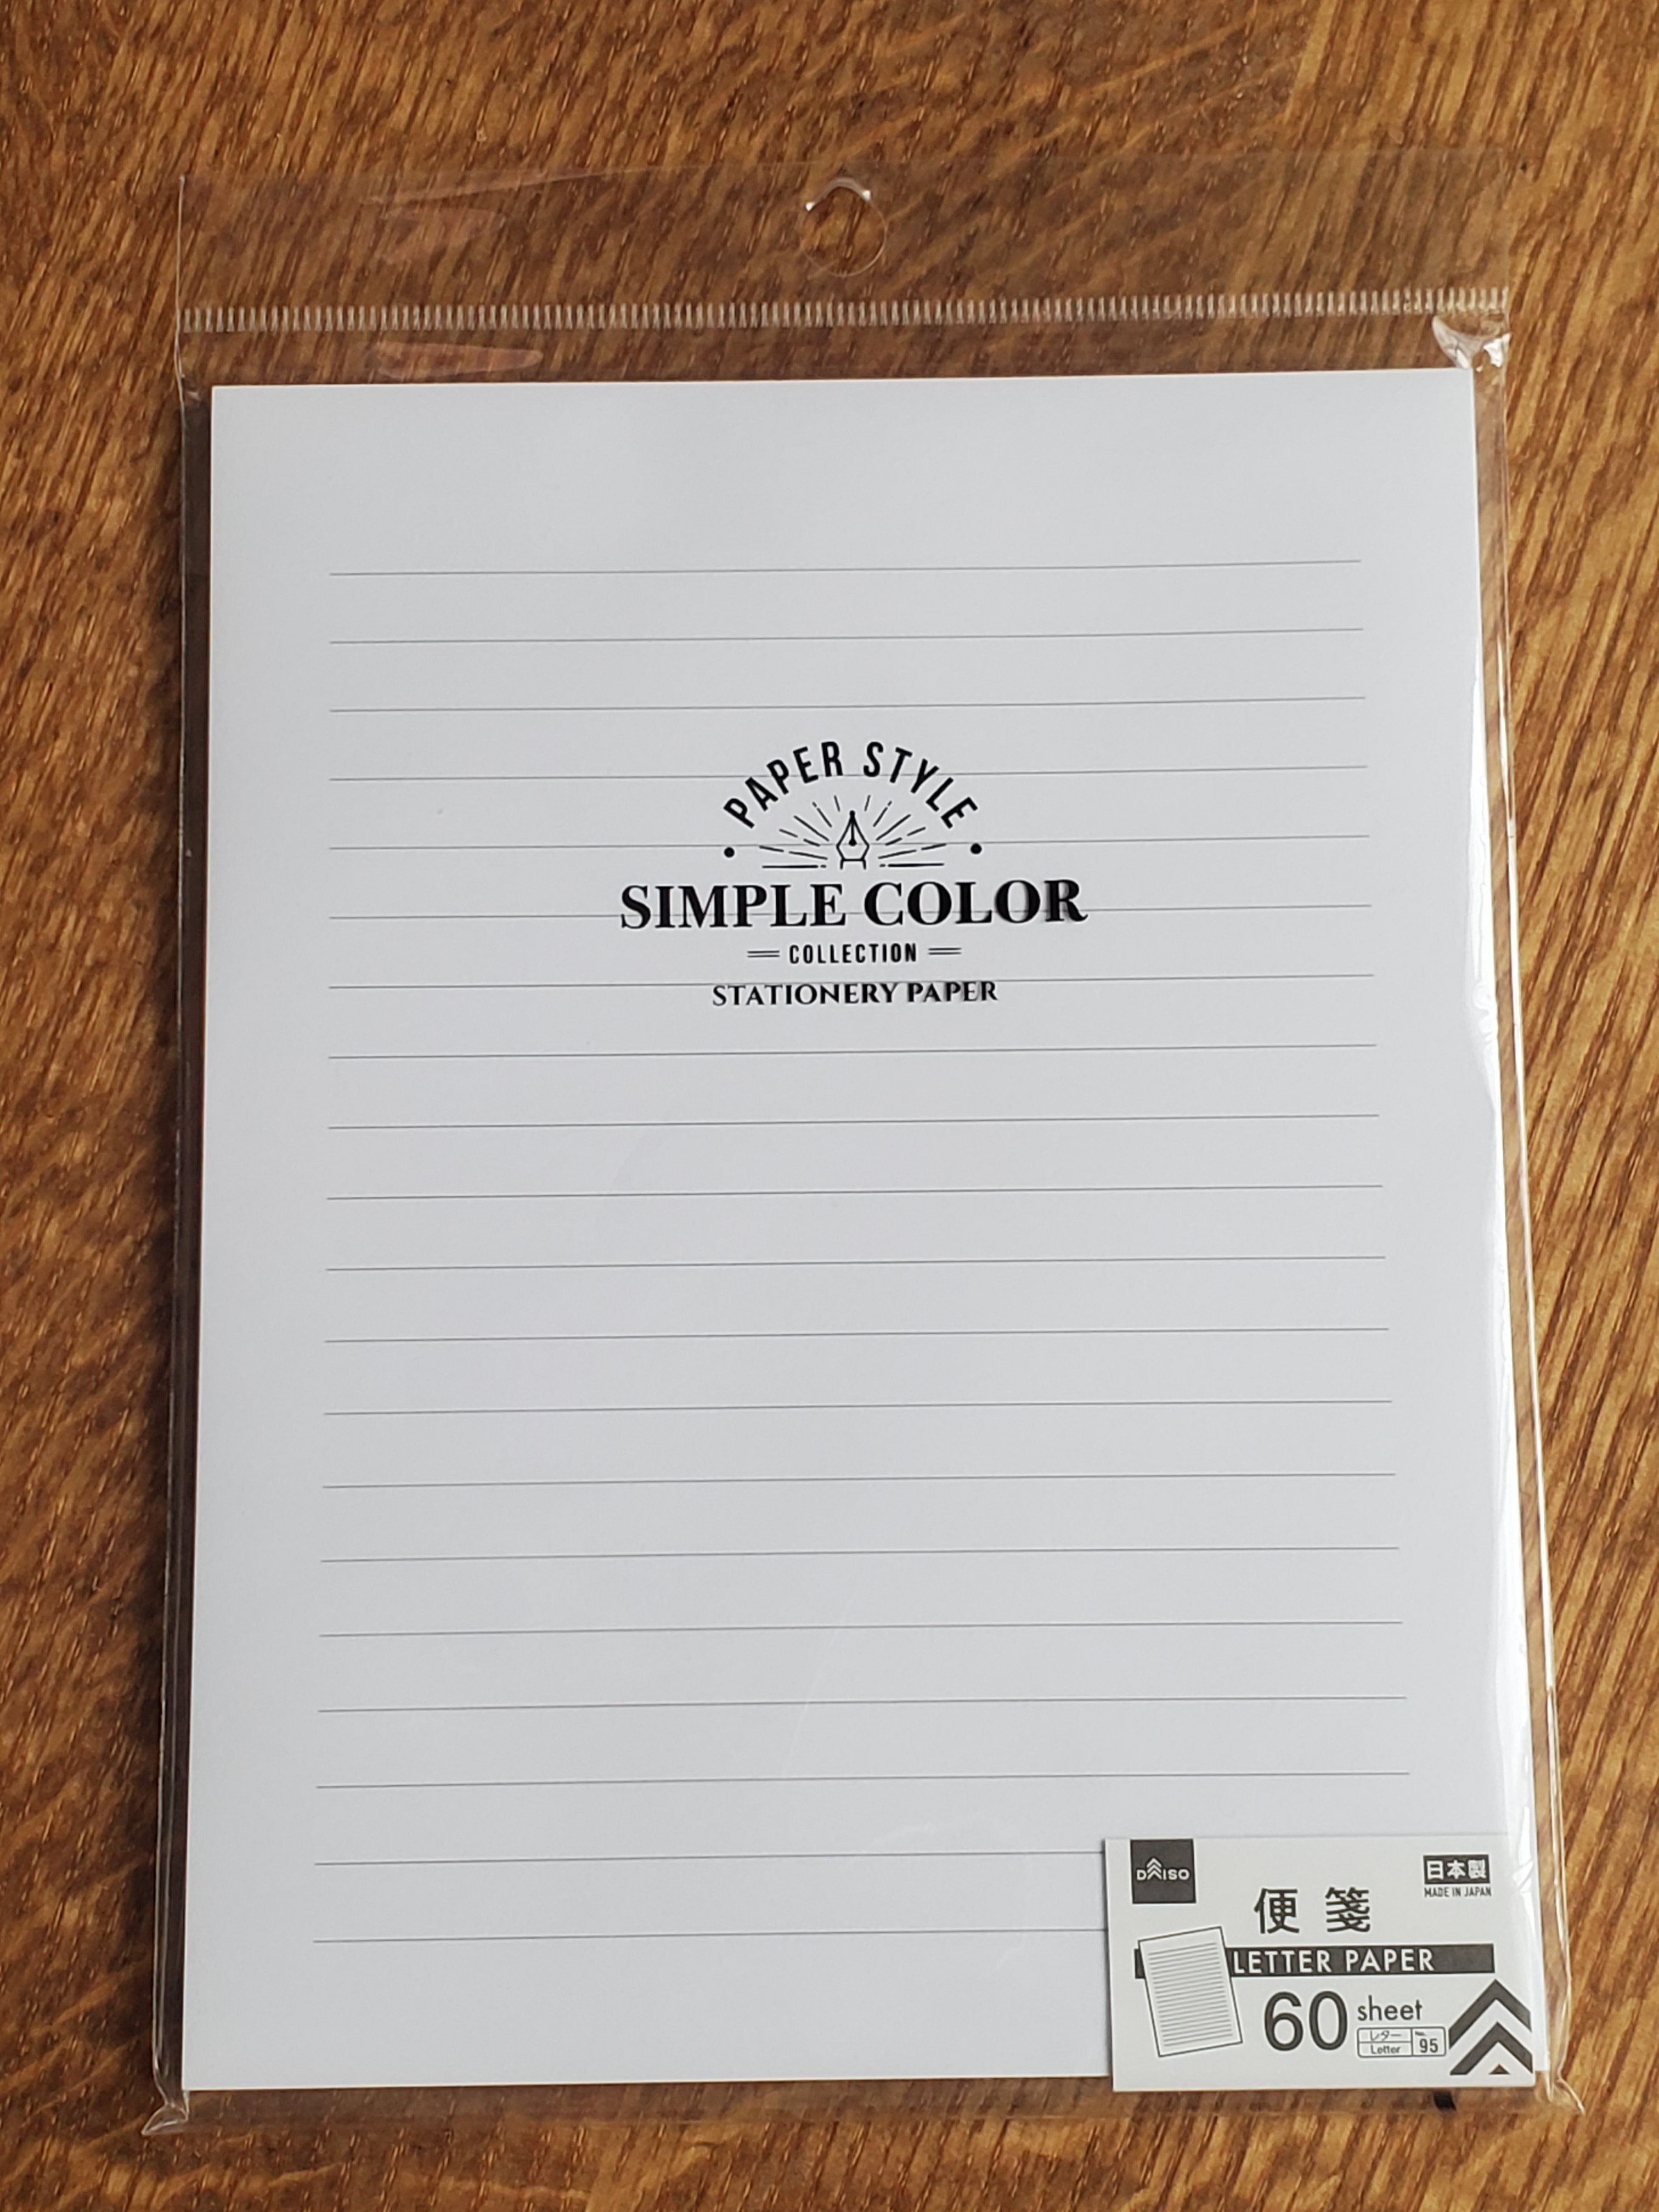 PAPER STYLE
SIMPLE COLOR
COLLECTION
STATIONERY PAPER
DAISO
日本製
MADE IN JAPAN
便箋
LETTER PAPER
60 sheet
レター
Letter
No.
95